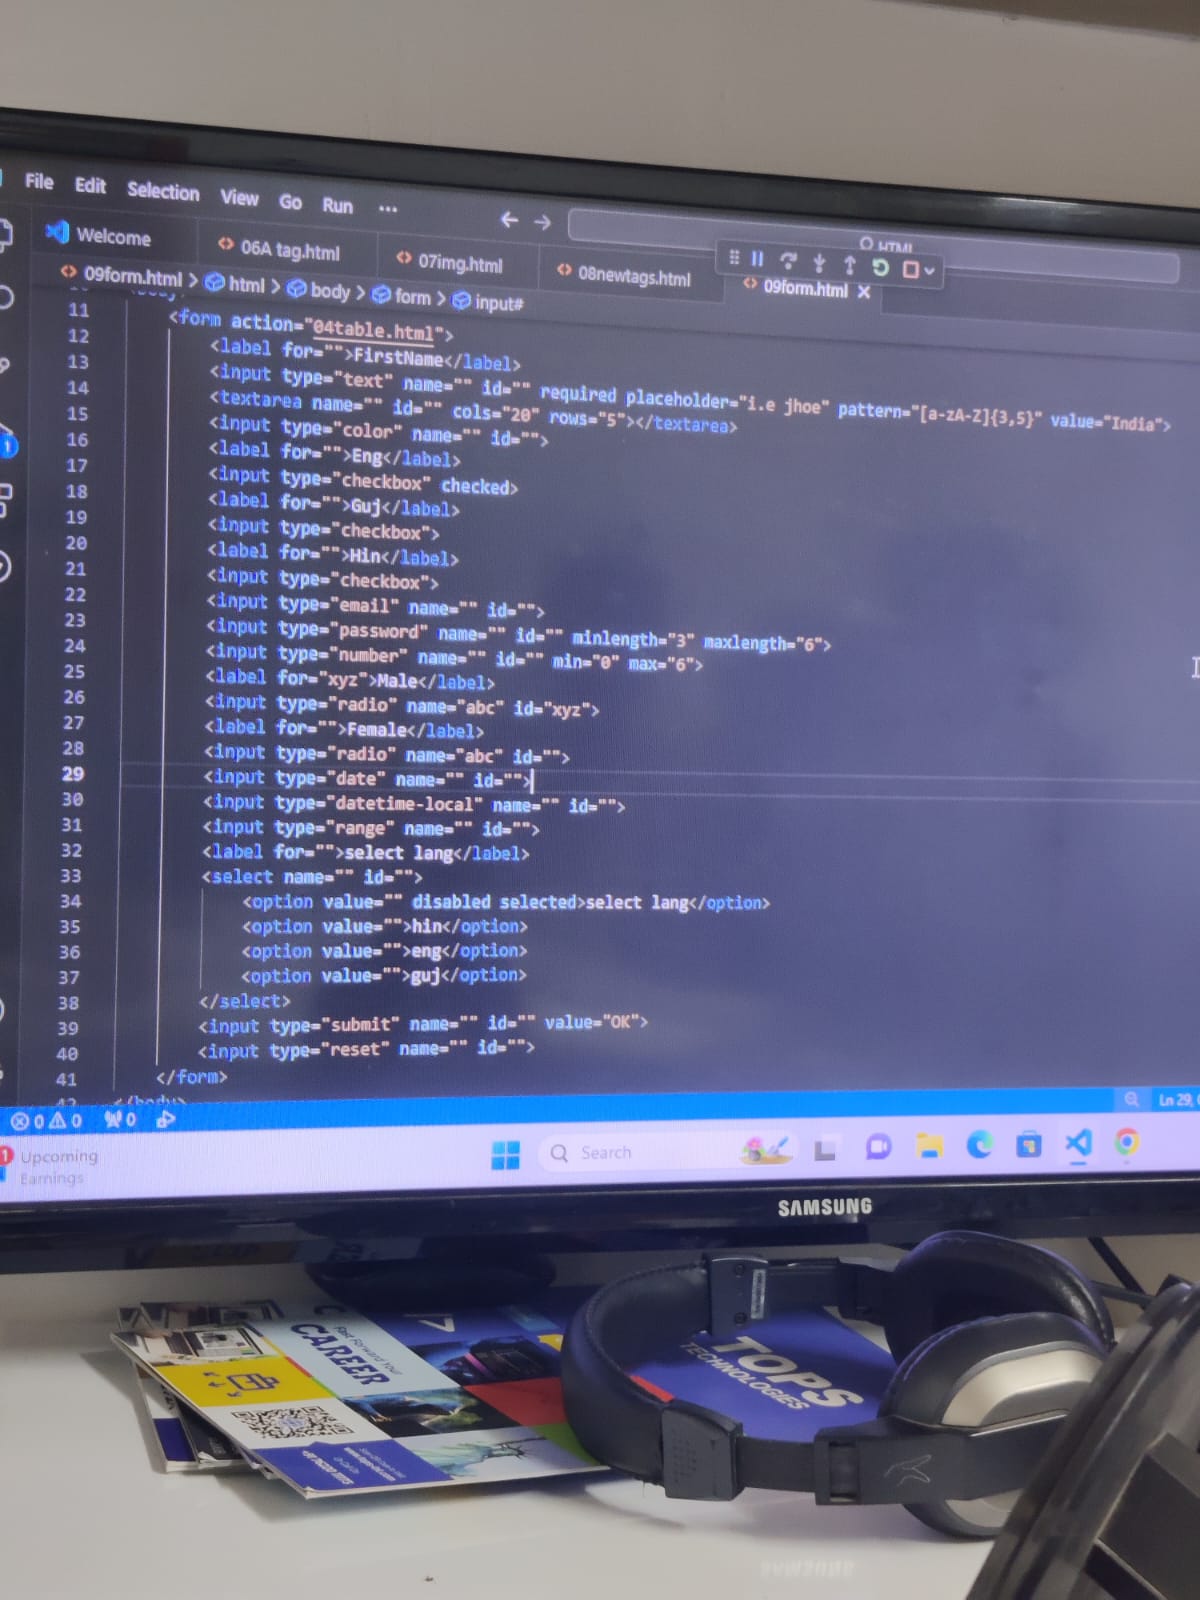 File Edit Selection View Go Run ...
HTML
Welcome 06A tag.html 07img.html 08newtags.html 09form.html
09form.html > html > body > form > input#
11 <form action="04table.html">
12 <label for="">FirstName</label>
13 <input type="text" name="" id="" required placeholder="i.e jhoe" pattern="[a-zA-Z]{3,5}" value="India">
14 <textarea name="" id="" cols="20" rows="5"></textarea>
15 <input type="color" name="" id="">
16 <label for="">Eng</label>
17 <input type="checkbox" checked>
18 <label for="">Guj</label>
19 <input type="checkbox">
20 <label for="">Hin</label>
21 <input type="checkbox">
22 <input type="email" name="" id="">
23 <input type="password" name="" id="" minlength="3" maxlength="6">
24 <input type="number" name="" id="" min="0" max="6">
25 <label for="xyz">Male</label>
26 <input type="radio" name="abc" id="xyz">
27 <label for="">Female</label>
28 <input type="radio" name="abc" id="">
29 <input type="date" name="" id="">
30 <input type="datetime-local" name="" id="">
31 <input type="range" name="" id="">
32 <label for="">select lang</label>
33 <select name="" id="">
34 <option value="" disabled selected>select lang</option>
35 <option value="">hin</option>
36 <option value="">eng</option>
37 <option value="">guj</option>
38 </select>
39 <input type="submit" name="" id="" value="OK">
40 <input type="reset" name="" id="">
41 </form>
42 </body>
0 0 0 Ln 29,
1 Upcoming
Earnings
Search
SAMSUNG
Fast Forward Your
CAREER
TOPS
TECHNOLOGIES